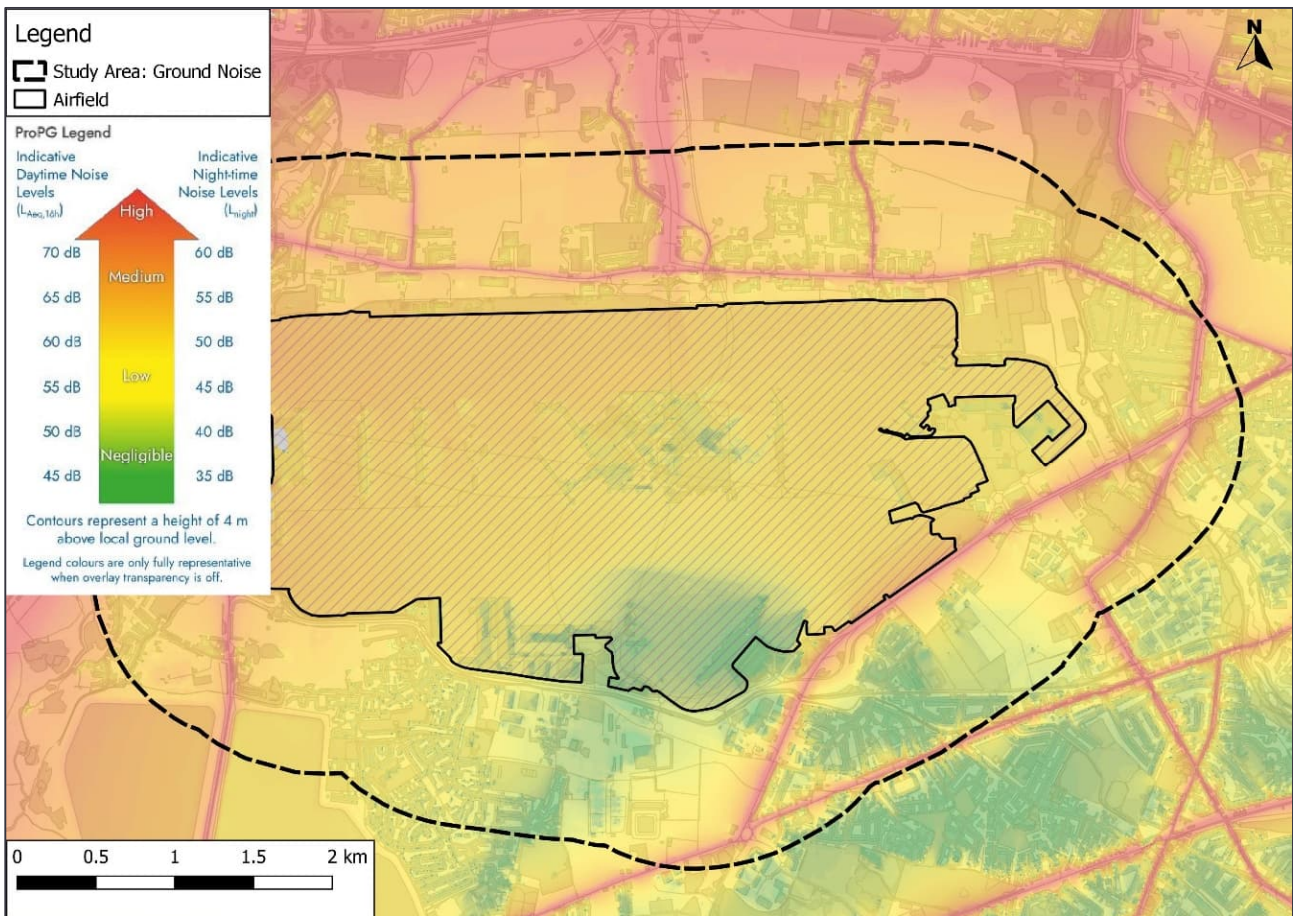 Legend
Study Area: Ground Noise
Airfield
ProPG Legend
Indicative
Daytime Noise
Levels
(LAeq,16h)
Indicative
Night-time
Noise Levels
(Lnight)
High
70 dB
60 dB
Medium
65 dB
55 dB
60 dB
50 dB
Low
55 dB
45 dB
50 dB
40 dB
Negligible
45 dB
35 dB
Contours represent a height of 4 m
above local ground level.
Legend colours are only fully representative
when overlay transparency is off.
N
0 0.5 1 1.5 2 km